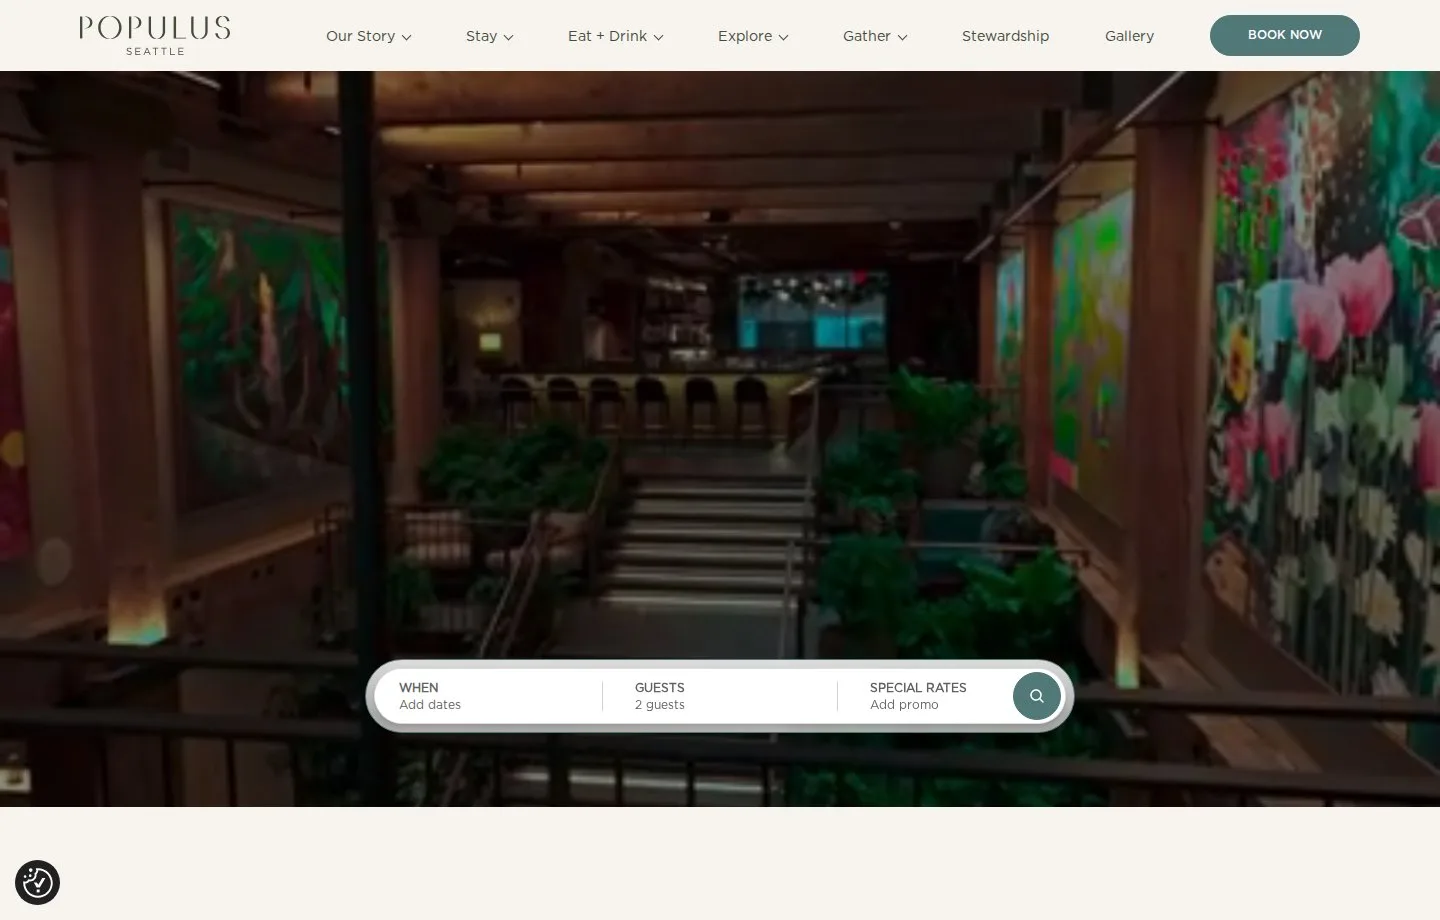 POPULUS
SEATTLE
Our Story
Stay
Eat + Drink
Explore
Gather
Stewardship
Gallery
BOOK NOW
WHEN
Add dates
GUESTS
2 guests
SPECIAL RATES
Add promo